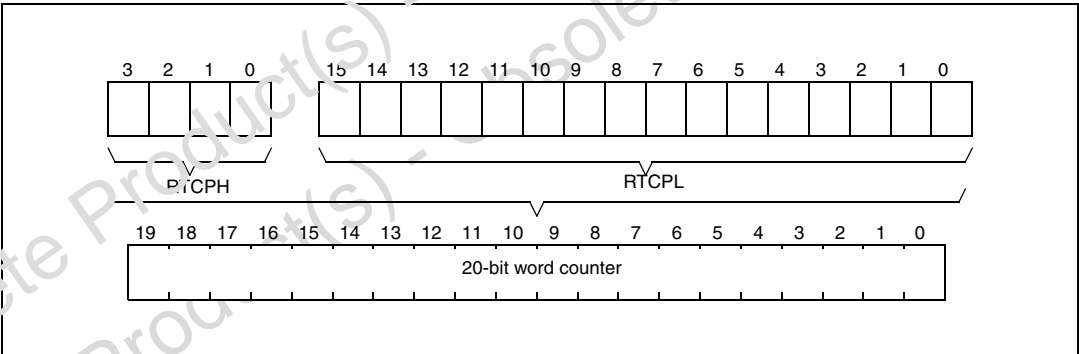 3 2 1 0 15 14 13 12 11 10 9 8 7 6 5 4 3 2 1 0
RTCPH RTCPL
19 18 17 16 15 14 13 12 11 10 9 8 7 6 5 4 3 2 1 0
20-bit word counter
Product(s) -
Product(s) -